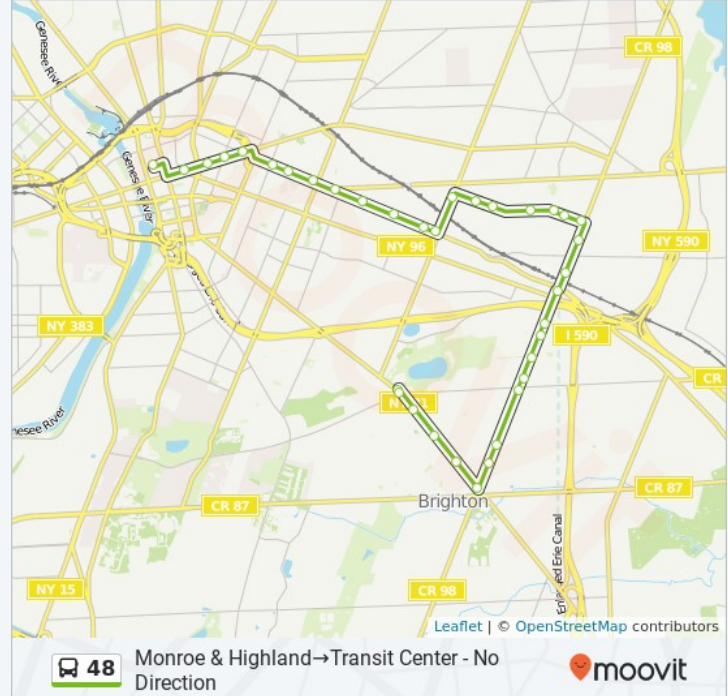 Genesee River
CR 98
Genesee River
NY 96
NY 590
NY 383
I 590
CR
Genesee River
Brighton
CR 87
CR 87
Enlarged Erie Canal
NY 15
CR 98
Leaflet | © OpenStreetMap contributors
48
Monroe & Highland→Transit Center - No
Direction
moovit